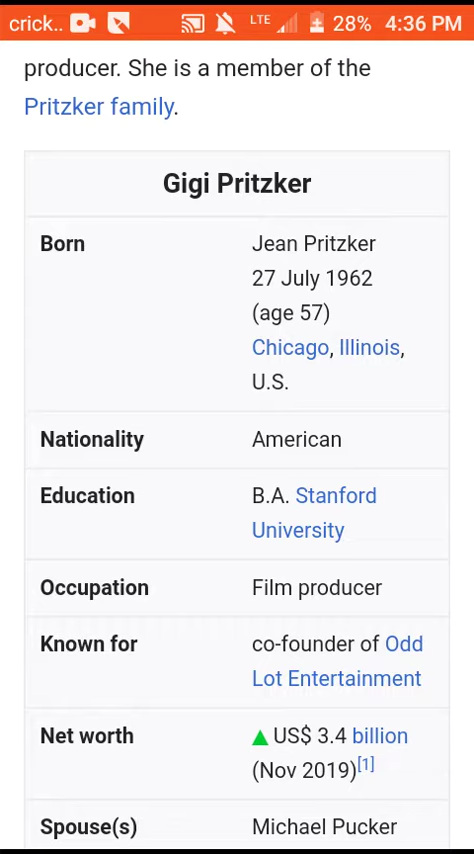 crick.. LTE 28% 4:36 PM
producer. She is a member of the
Pritzker family.
Gigi Pritzker
Born Jean Pritzker
27 July 1962
(age 57)
Chicago, Illinois,
U.S.
Nationality American
Education B.A. Stanford
University
Occupation Film producer
Known for co-founder of Odd
Lot Entertainment
Net worth ▲ US$ 3.4 billion
(Nov 2019)[1]
Spouse(s) Michael Pucker